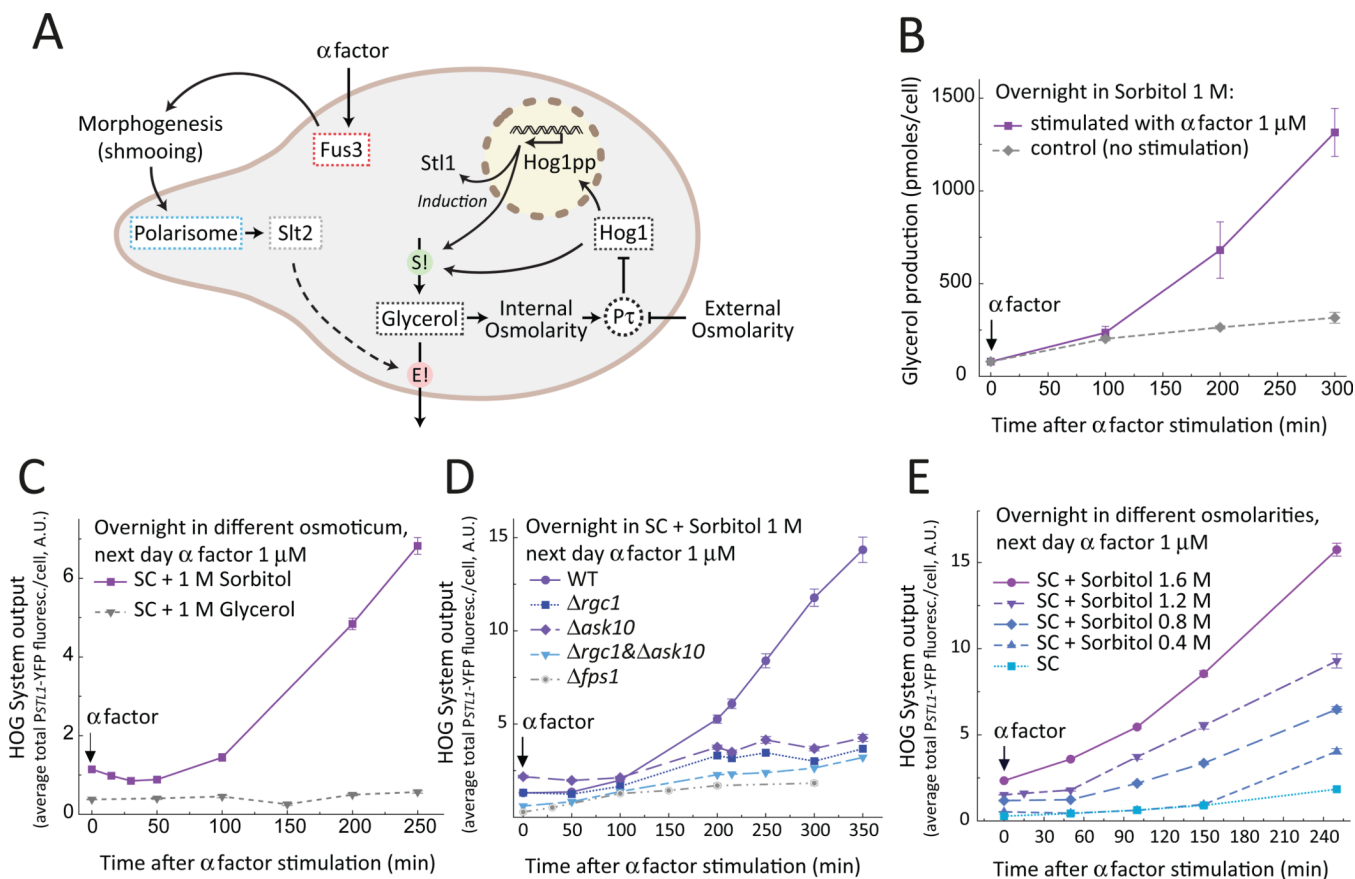 A
α factor
Morphogenesis
(shmooing)
Fus3
Stl1
Hog1pp
Induction
Polarisome
Slt2
Hog1
S!
Glycerol
Internal
Osmolarity
Pτ
External
Osmolarity
E!
B
Glycerol production (pmoles/cell)
1500
1000
500
0
Overnight in Sorbitol 1 M:
stimulated with α factor 1 μM
control (no stimulation)
α factor
0 50 100 150 200 250 300
Time after α factor stimulation (min)
C
HOG System output
(average total PSTL1-YFP fluoresc./cell, A.U.)
6
4
2
0
Overnight in different osmoticum,
next day α factor 1 μM
SC + 1 M Sorbitol
SC + 1 M Glycerol
α factor
0 50 100 150 200 250
Time after α factor stimulation (min)
D
HOG System output
(average total PSTL1-YFP fluoresc./cell, A.U.)
15
10
5
Overnight in SC + Sorbitol 1 M
next day α factor 1 μM
WT
Δrgc1
Δask10
Δrgc1&Δask10
Δfps1
α factor
0 50 100 150 200 250 300 350
Time after α factor stimulation (min)
E
HOG System output
(average total PSTL1-YFP fluoresc./cell, A.U.)
15
10
5
0
Overnight in different osmolarities,
next day α factor 1 μM
SC + Sorbitol 1.6 M
SC + Sorbitol 1.2 M
SC + Sorbitol 0.8 M
SC + Sorbitol 0.4 M
SC
α factor
0 30 60 90 120 150 180 210 240
Time after α factor stimulation (min)